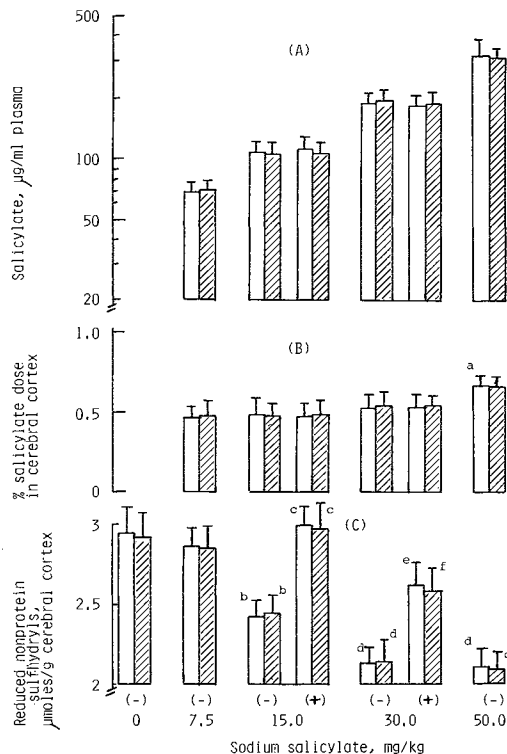 500
(A)
100
50
20
Salicylate, µg/ml plasma
1.0
(B)
0.5
0
a
% salicylate dose
in cerebral cortex
3
(C)
2.5
2
c c
b b
e f
d d
d
Reduced nonprotein
sulfhydryls,
µmoles/g cerebral cortex
(-) (-) (-) (+) (-) (+) (-)
0 7.5 15.0 30.0 50.0
Sodium salicylate, mg/kg